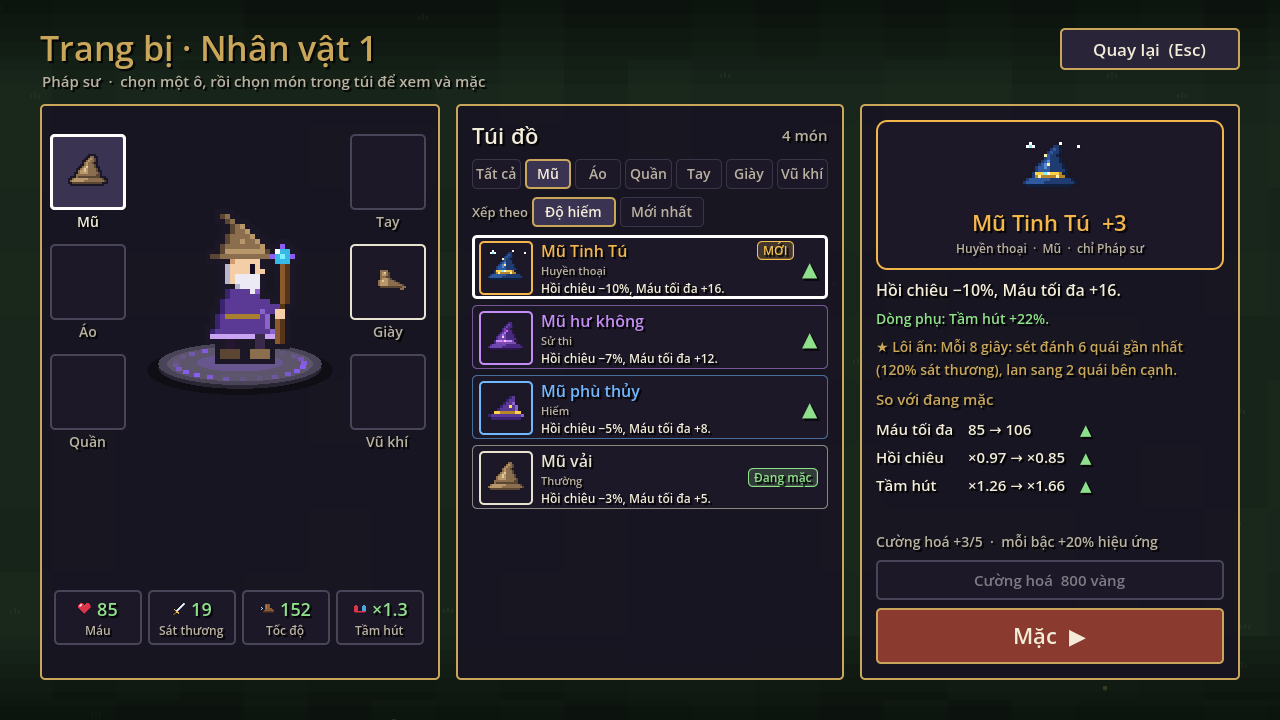 Trang bị · Nhân vật 1
Pháp sư · chọn một ô, rồi chọn món trong túi để xem và mặc
Quay lại (Esc)
Mũ
Tay
Áo
Giày
Quần
Vũ khí
85
Máu
19
Sát thương
152
Tốc độ
×1.3
Tầm hút
Túi đồ
4 món
Tất cả
Mũ
Áo
Quần
Tay
Giày
Vũ khí
Xếp theo
Độ hiếm
Mới nhất
Mũ Tinh Tú
MỚI
Huyền thoại
Hồi chiêu −10%, Máu tối đa +16.
▲
Mũ hư không
Sử thi
Hồi chiêu −7%, Máu tối đa +12.
▲
Mũ phù thủy
Hiếm
Hồi chiêu −5%, Máu tối đa +8.
▲
Mũ vải
Thường
Hồi chiêu −3%, Máu tối đa +5.
Đang mặc
Mũ Tinh Tú +3
Huyền thoại · Mũ · chỉ Pháp sư
Hồi chiêu −10%, Máu tối đa +16.
Dòng phụ: Tầm hút +22%.
★ Lôi ấn: Mỗi 8 giây: sét đánh 6 quái gần nhất
(120% sát thương), lan sang 2 quái bên cạnh.
So với đang mặc
Máu tối đa 85 → 106 ▲
Hồi chiêu ×0.97 → ×0.85 ▲
Tầm hút ×1.26 → ×1.66 ▲
Cường hoá +3/5 · mỗi bậc +20% hiệu ứng
Cường hoá 800 vàng
Mặc ▶